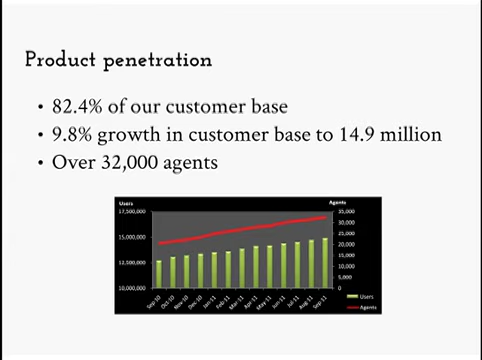 Product penetration
• 82.4% of our customer base
• 9.8% growth in customer base to 14.9 million
• Over 32,000 agents
Users Agents
17,500,000 35,000
30,000
15,000,000 25,000
20,000
12,500,000 15,000
10,000
5,000
10,000,000 0
Sep 10 Oct 10 Nov 10 Dec 10 Jan 11 Feb 11 Mar 11 Apr 11 May 11 Jun 11 Jul 11 Aug 11 Sep 11
Users
Agents